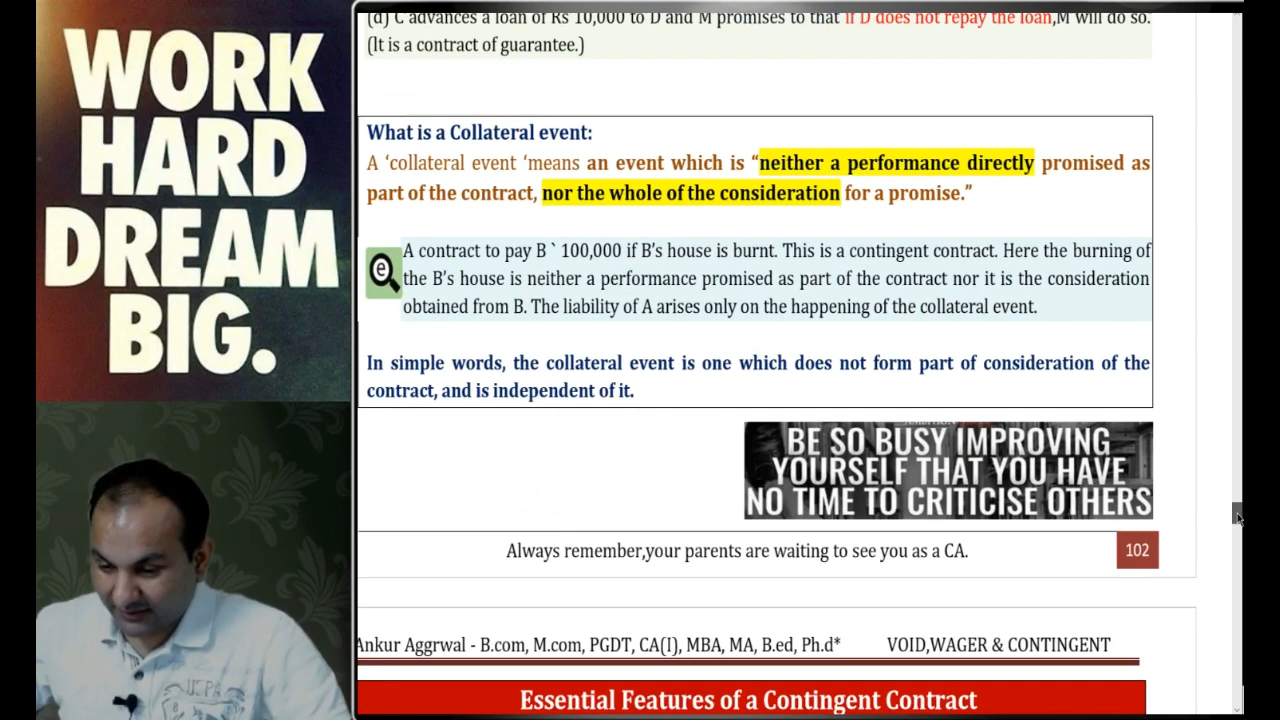 WORK
HARD
DREAM
BIG.
(d) C advances a loan of Rs 10,000 to D and M promises to that if D does not repay the loan,M will do so.
(It is a contract of guarantee.)
What is a Collateral event:
A ‘collateral event ‘means an event which is “neither a performance directly promised as
part of the contract, nor the whole of the consideration for a promise.”
e
A contract to pay B ` 100,000 if B’s house is burnt. This is a contingent contract. Here the burning of
the B’s house is neither a performance promised as part of the contract nor it is the consideration
obtained from B. The liability of A arises only on the happening of the collateral event.
In simple words, the collateral event is one which does not form part of consideration of the
contract, and is independent of it.
BE SO BUSY IMPROVING
YOURSELF THAT YOU HAVE
NO TIME TO CRITICISE OTHERS
Always remember,your parents are waiting to see you as a CA.
102
Ankur Aggrwal - B.com, M.com, PGDT, CA(I), MBA, MA, B.ed, Ph.d*
VOID,WAGER & CONTINGENT
Essential Features of a Contingent Contract